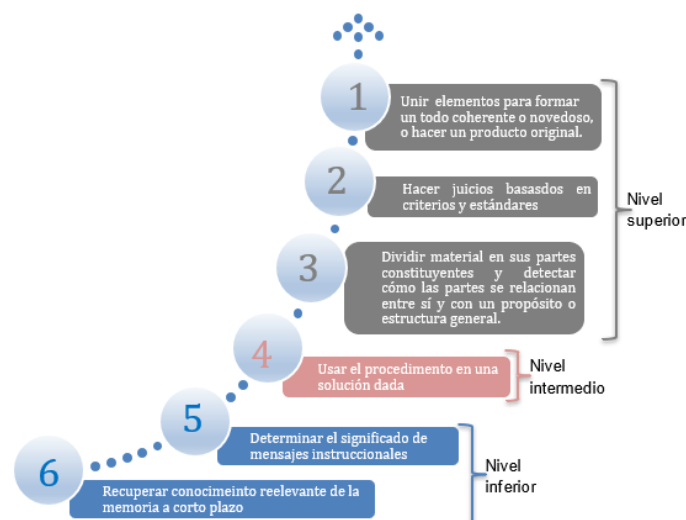 1
Unir elementos para formar
un todo coherente o novedoso,
o hacer un producto original.
2
Hacer juicios basasdos en
criterios y estándares
Nivel
superior
3
Dividir material en sus partes
constituyentes y detectar
cómo las partes se relacionan
entre sí y con un propósito o
estructura general.
4
Usar el procedimento en una
solución dada
Nivel
intermedio
5
Determinar el significado de
mensajes instruccionales
Nivel
inferior
6
Recuperar conocimeinto reelevante de la
memoria a corto plazo